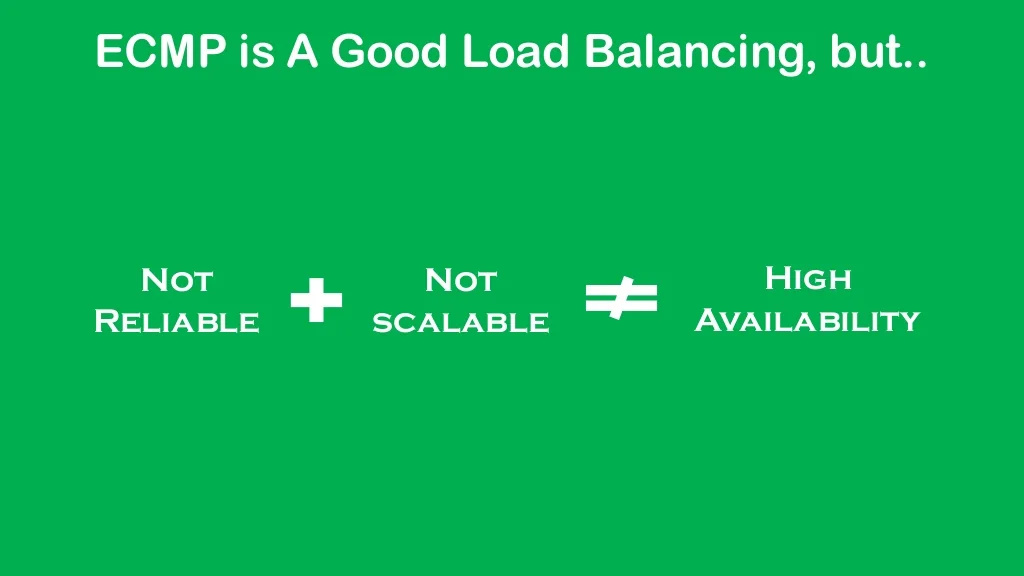 ECMP is A Good Load Balancing, but..
Not
Reliable
+
Not
scalable
≠
High
Availability